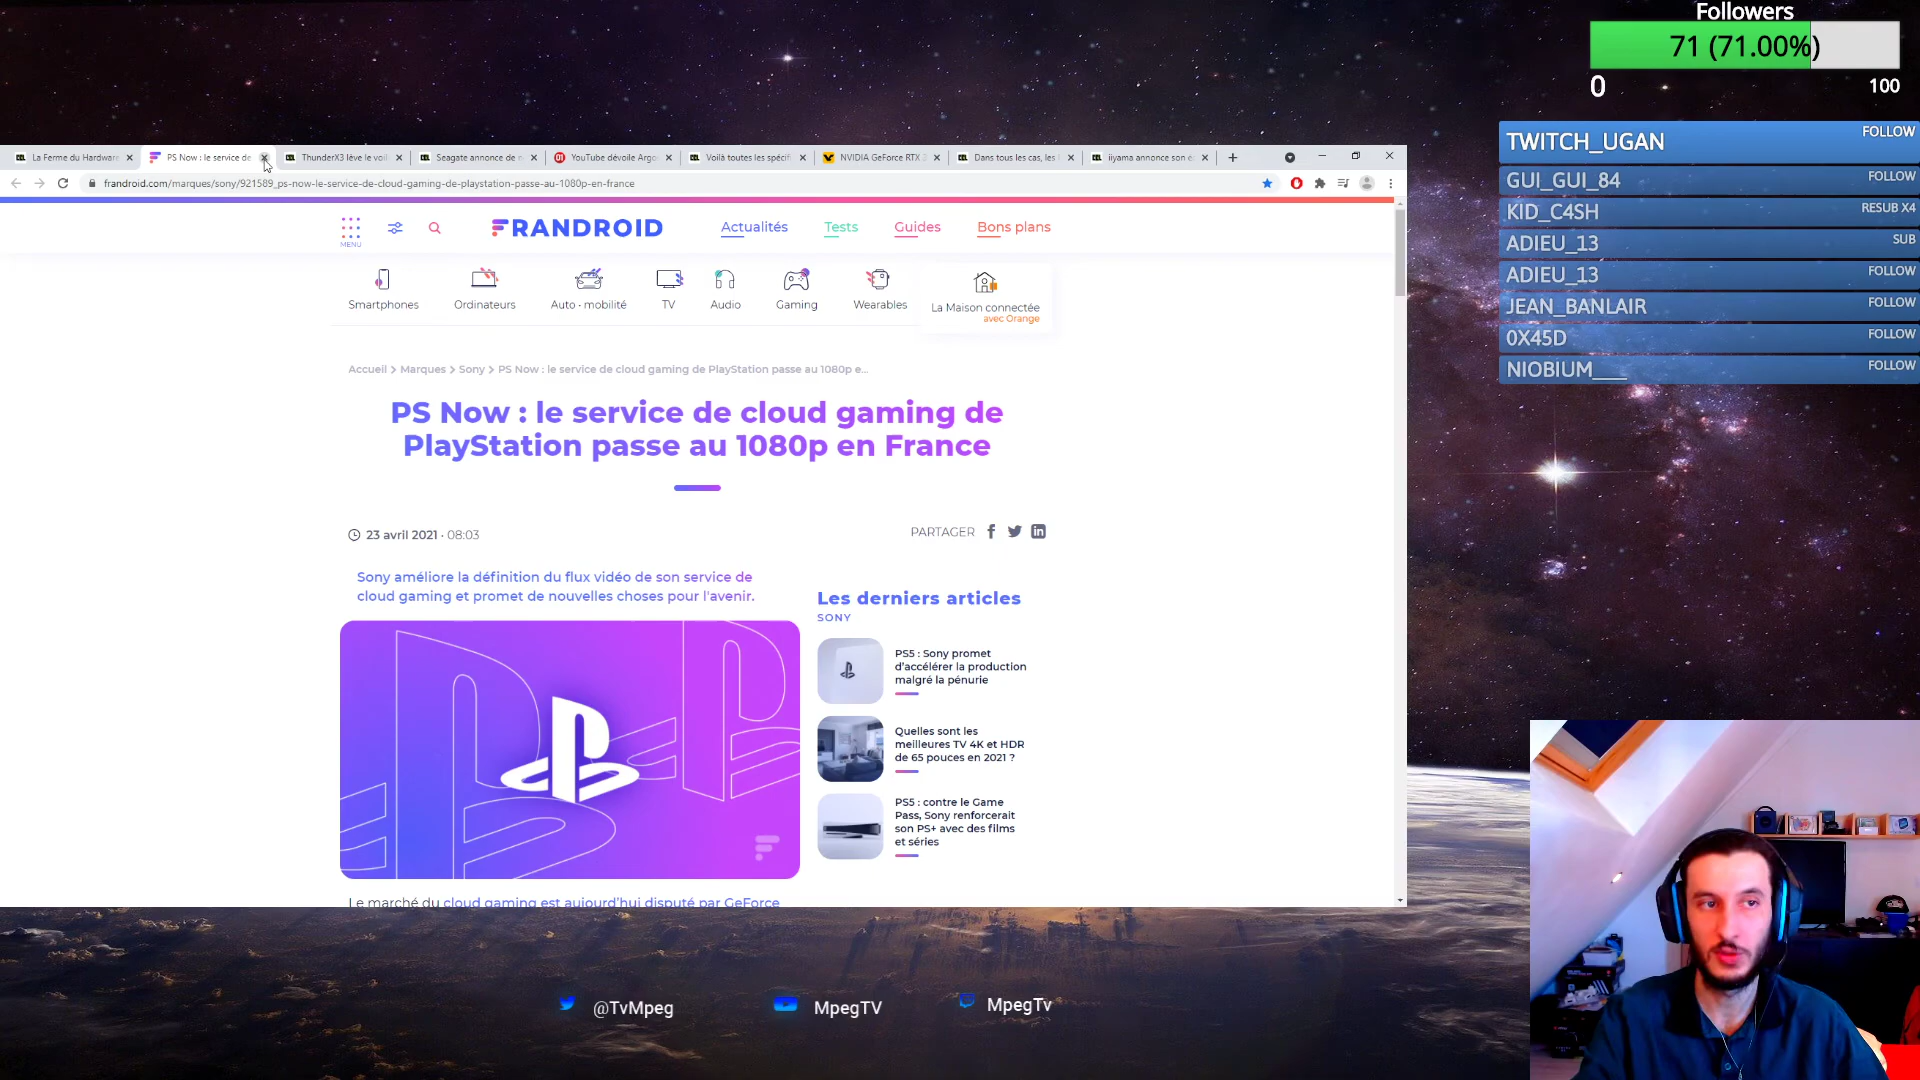 Followers
71 (71.00%)
0
100
TWITCH_UGAN FOLLOW
GUI_GUI_84 FOLLOW
KID_C4SH RESUB X4
ADIEU_13 SUB
ADIEU_13 FOLLOW
JEAN_BANLAIR FOLLOW
0X45D FOLLOW
NIOBIUM___ FOLLOW
La Ferme du Hardware
PS Now : le service de
ThunderX3 lève le voil
Seagate annonce de n
YouTube dévoile Argo
Voilà toutes les spécifi
NVIDIA GeForce RTX
Dans tous les cas, les
iiyama annonce son é
frandroid.com/marques/sony/921589_ps-now-le-service-de-cloud-gaming-de-playstation-passe-au-1080p-en-france
MENU
FRANDROID
Actualités
Tests
Guides
Bons plans
Smartphones
Ordinateurs
Auto • mobilité
TV
Audio
Gaming
Wearables
La Maison connectée
avec Orange
Accueil > Marques > Sony > PS Now : le service de cloud gaming de PlayStation passe au 1080p e...
PS Now : le service de cloud gaming de
PlayStation passe au 1080p en France
23 avril 2021 • 08:03
PARTAGER
Sony améliore la définition du flux vidéo de son service de
cloud gaming et promet de nouvelles choses pour l'avenir.
Les derniers articles
SONY
PS5 : Sony promet
d'accélérer la production
malgré la pénurie
Quelles sont les
meilleures TV 4K et HDR
de 65 pouces en 2021 ?
PS5 : contre le Game
Pass, Sony renforcerait
son PS+ avec des films
et séries
Le marché du cloud gaming est aujourd'hui disputé par GeForce
@TvMpeg
MpegTV
MpegTv